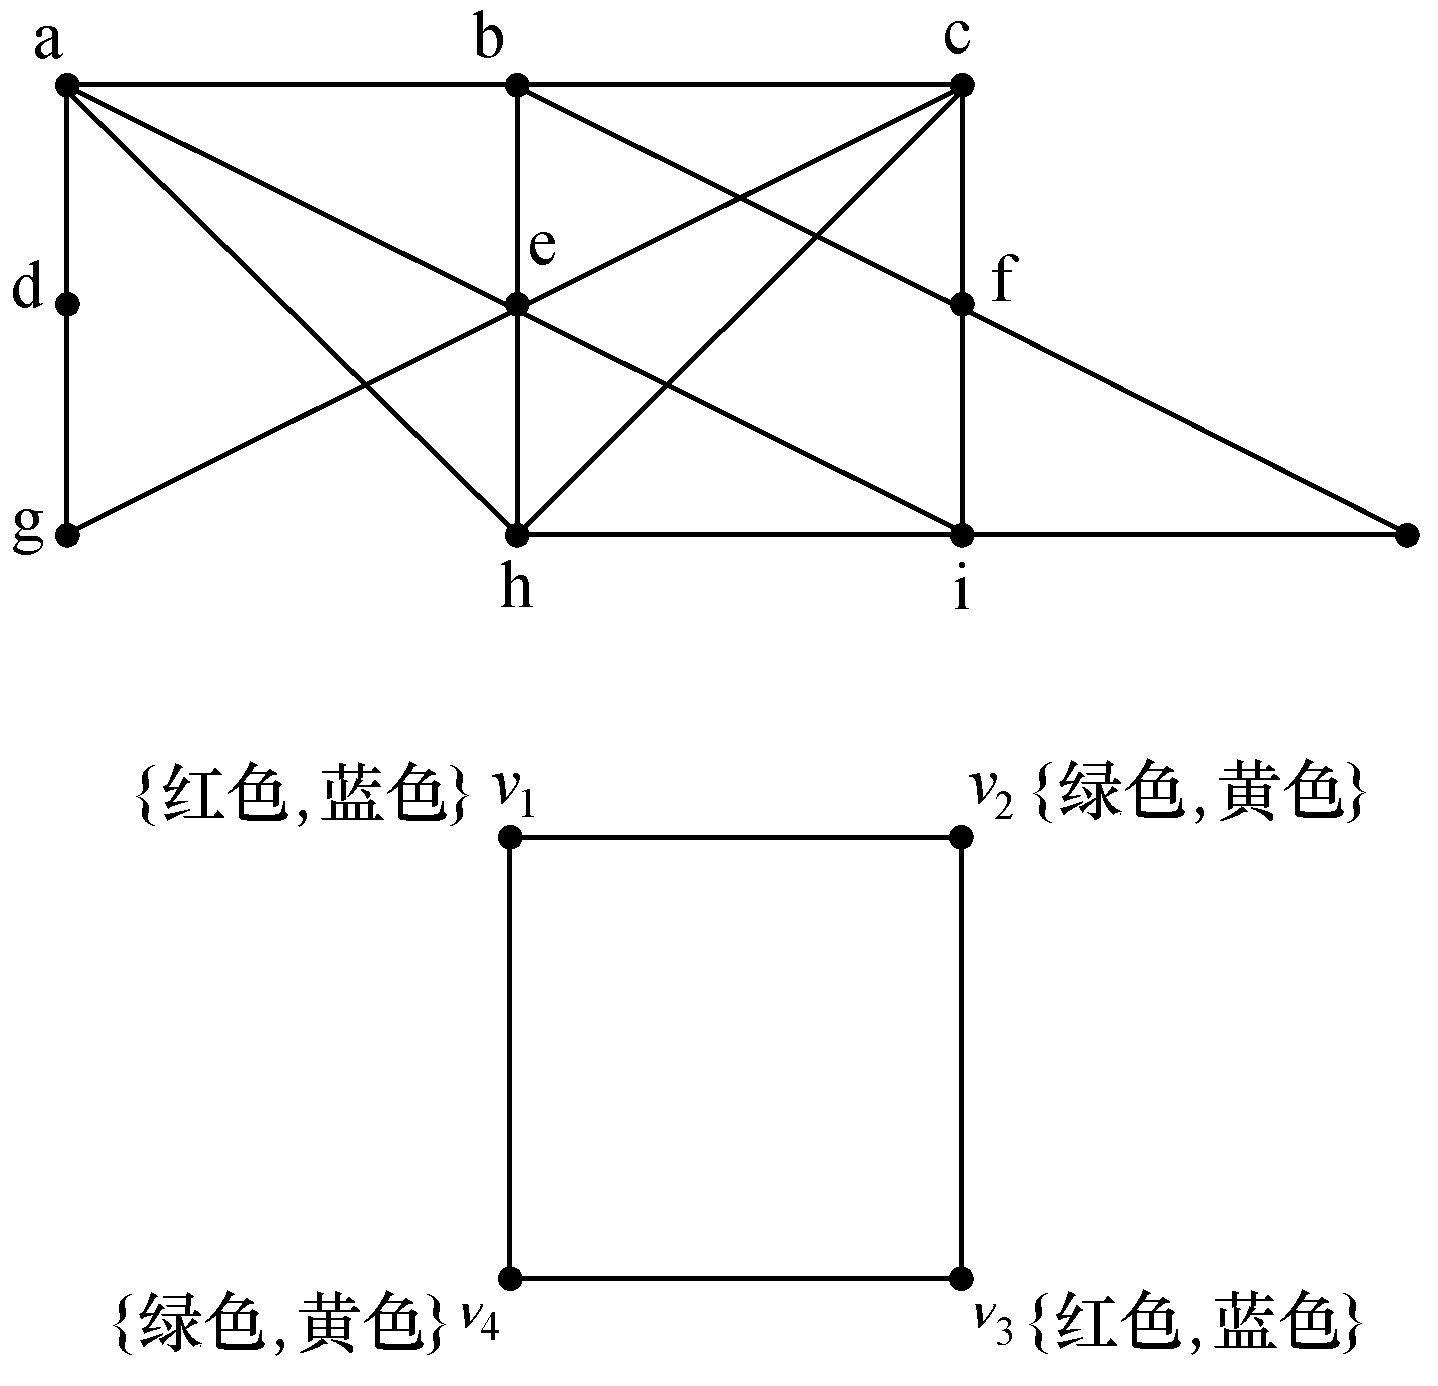 a b c
d e f
g h i
{红色,蓝色} v1 v2 {绿色,黄色}
{绿色,黄色} v4 v3 {红色,蓝色}